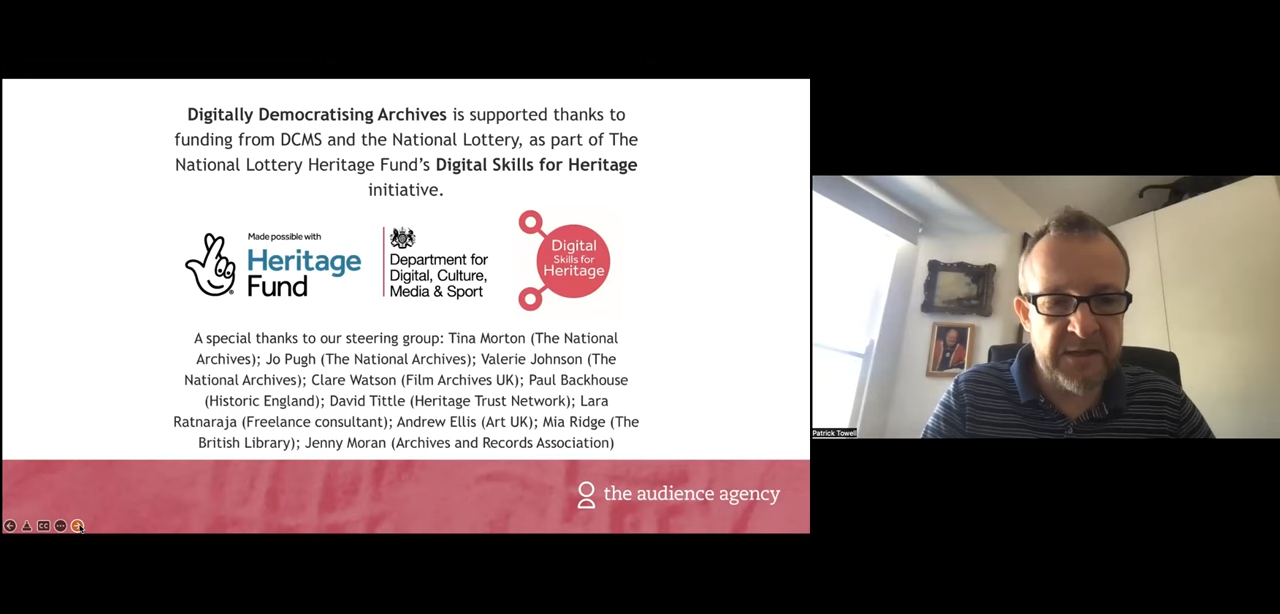 Digitally Democratising Archives is supported thanks to
funding from DCMS and the National Lottery, as part of The
National Lottery Heritage Fund's Digital Skills for Heritage
initiative.
Made possible with
Heritage
Fund
Department for
Digital, Culture,
Media & Sport
Digital
Skills for
Heritage
A special thanks to our steering group: Tina Morton (The National
Archives); Jo Pugh (The National Archives); Valerie Johnson (The
National Archives); Clare Watson (Film Archives UK); Paul Backhouse
(Historic England); David Tittle (Heritage Trust Network); Lara
Ratnaraja (Freelance consultant); Andrew Ellis (Art UK); Mia Ridge (The
British Library); Jenny Moran (Archives and Records Association)
the audience agency
CC
Patrick Towell